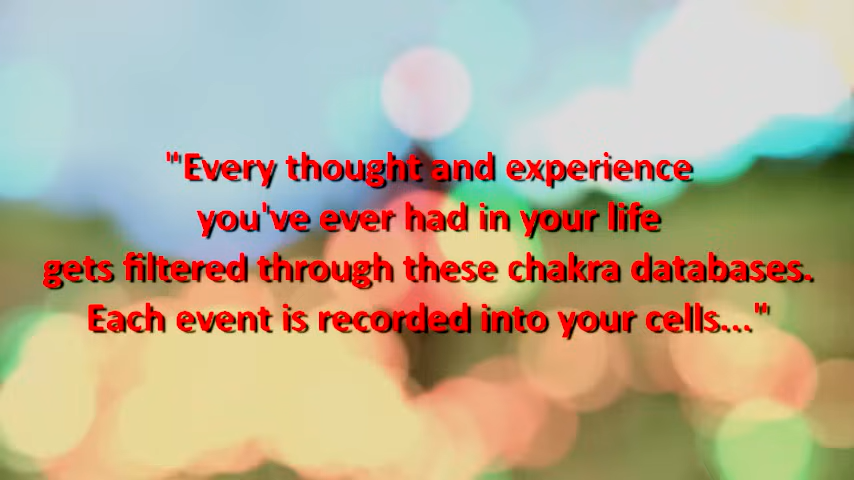 "Every thought and experience
you've ever had in your life
gets filtered through these chakra databases.
Each event is recorded into your cells..."